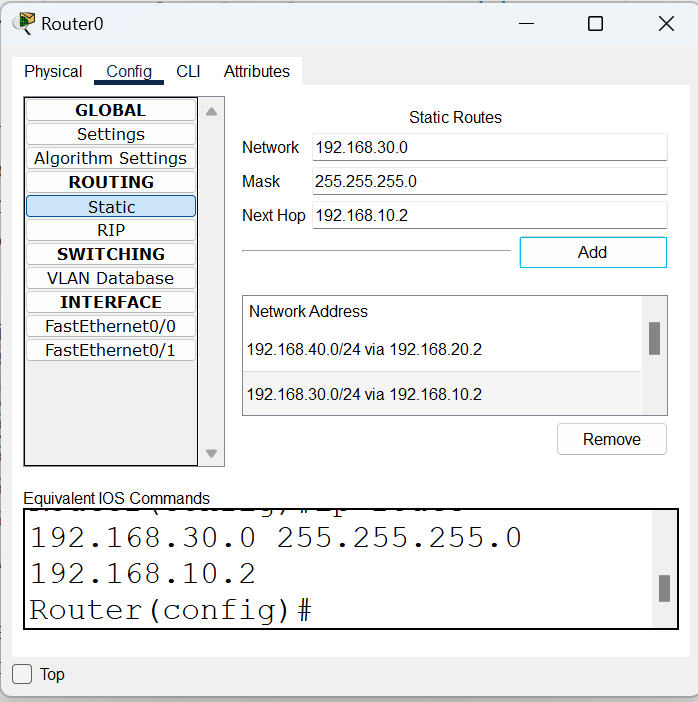 Router0
Physical Config CLI Attributes
GLOBAL
Settings
Algorithm Settings
ROUTING
Static
RIP
SWITCHING
VLAN Database
INTERFACE
FastEthernet0/0
FastEthernet0/1
Static Routes
Network 192.168.30.0
Mask 255.255.255.0
Next Hop 192.168.10.2
Add
Network Address
192.168.40.0/24 via 192.168.20.2
192.168.30.0/24 via 192.168.10.2
Remove
Equivalent IOS Commands
192.168.30.0 255.255.255.0
192.168.10.2
Router(config)#
Top